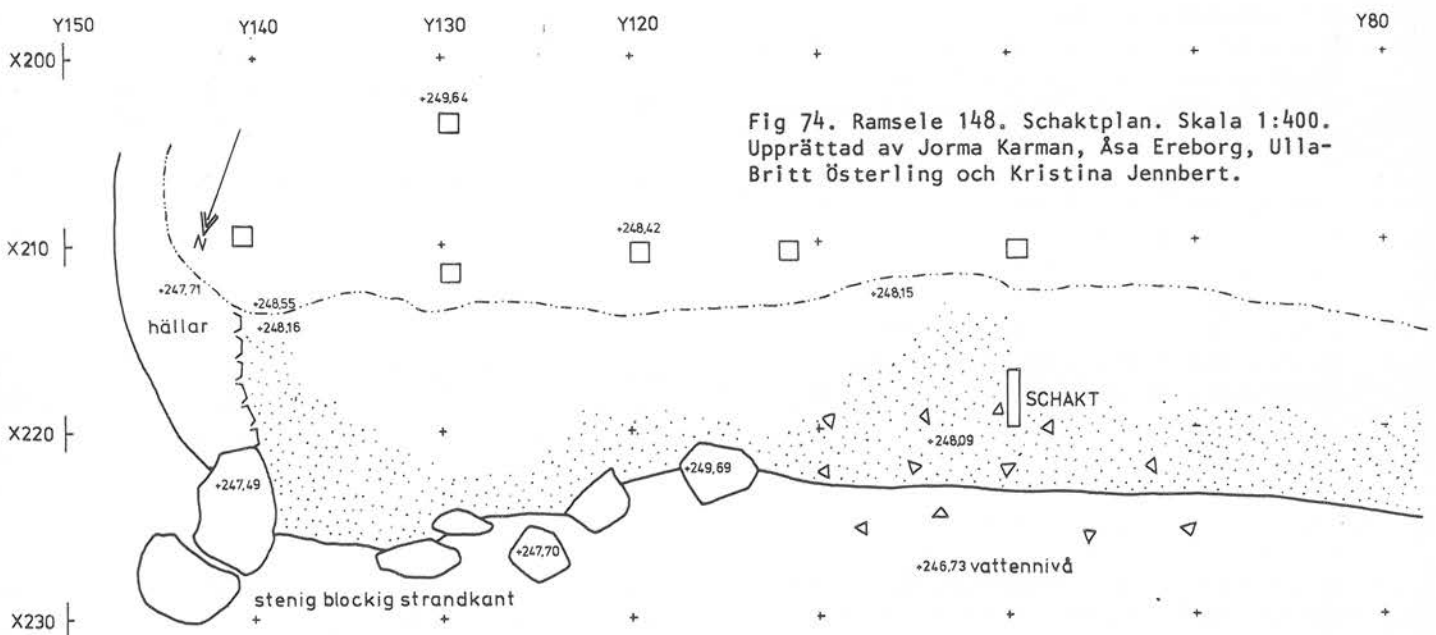 Y150
Y140
Y130
Y120
Y80
X200
+249,64
Fig 74. Ramsele 148. Schaktplan. Skala 1:400.
Upprättad av Jorma Karman, Åsa Ereborg, Ulla-
Britt Österling och Kristina Jennbert.
N
X210
+248,42
+247,71
+248,55
+248,15
hällar
+248,16
SCHAKT
X220
+248,09
+249,69
+247,49
+247,70
+246,73 vattennivå
stenig blockig strandkant
X230